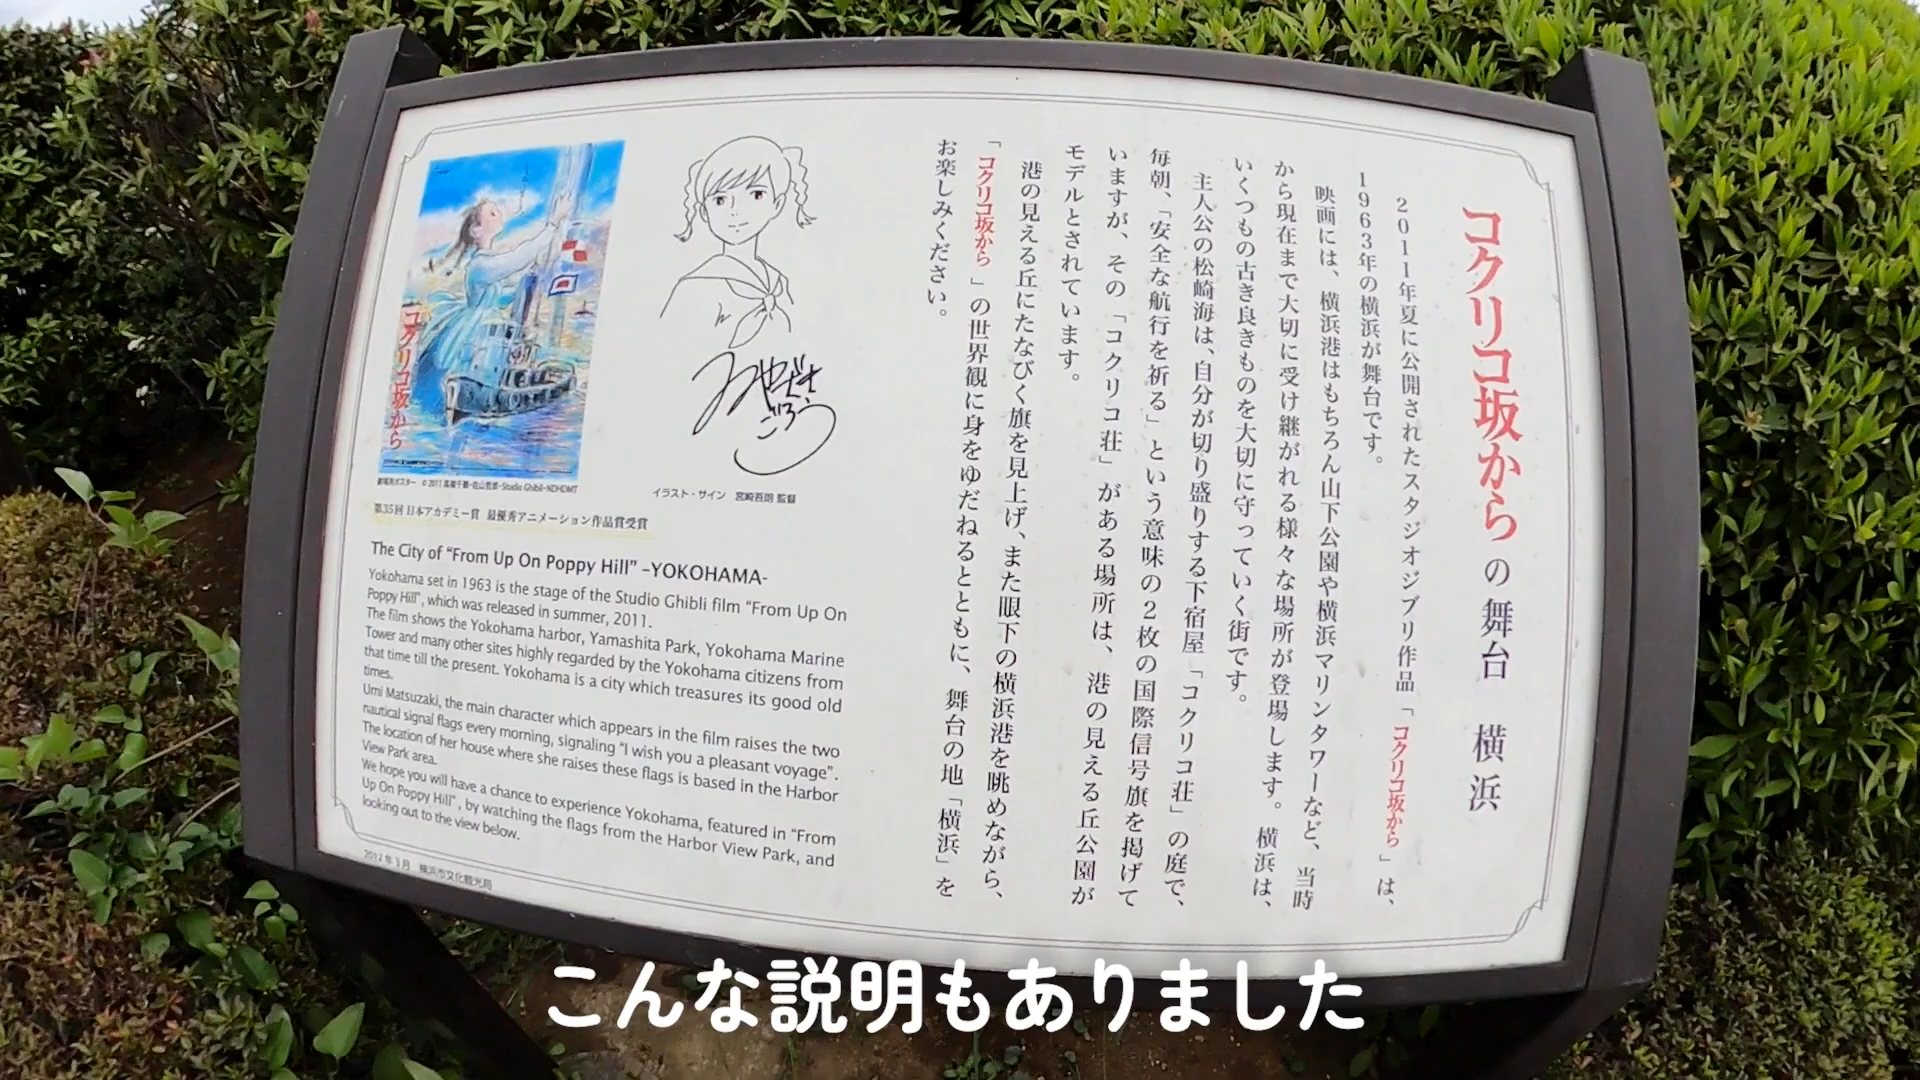 コクリコ坂から の舞台 横浜
2011年夏に公開されたスタジオジブリ作品「コクリコ坂から」は、
1963年の横浜が舞台です。
映画には、横浜港はもちろん山下公園や横浜マリンタワーなど、当時
から現在まで大切に受け継がれる様々な場所が登場します。横浜は、
いくつもの古き良きものを大切に守っていく街です。
主人公の松崎海は、自分が切り盛りする下宿屋「コクリコ荘」の庭で、
毎朝、「安全な航行を祈る」という意味の2枚の国際信号旗を掲げて
いますが、その「コクリコ荘」がある場所は、港の見える丘公園が
モデルとされています。
港の見える丘にたなびく旗を見上げ、また眼下の横浜港を眺めながら、
「コクリコ坂から」の世界観に身をゆだねるとともに、舞台の地「横浜」を
お楽しみください。
コクリコ坂から
みやざき
ごろう
劇場用ポスター ©2011 高橋千鶴・佐山哲郎・Studio Ghibli・NDHDMT
イラスト・サイン 宮崎吾朗 監督
第35回 日本アカデミー賞 最優秀アニメーション作品賞受賞
The City of “From Up On Poppy Hill” –YOKOHAMA-
Yokohama set in 1963 is the stage of the Studio Ghibli film “From Up On
Poppy Hill”, which was released in summer, 2011.
The film shows the Yokohama harbor, Yamashita Park, Yokohama Marine
Tower and many other sites highly regarded by the Yokohama citizens from
that time till the present. Yokohama is a city which treasures its good old
times.
Umi Matsuzaki, the main character which appears in the film raises the two
nautical signal flags every morning, signaling “I wish you a pleasant voyage”.
The location of her house where she raises these flags is based in the Harbor
View Park area.
We hope you will have a chance to experience Yokohama, featured in “From
Up On Poppy Hill”, by watching the flags from the Harbor View Park, and
looking out to the view below.
2012年3月 横浜市文化観光局
こんな説明もありました